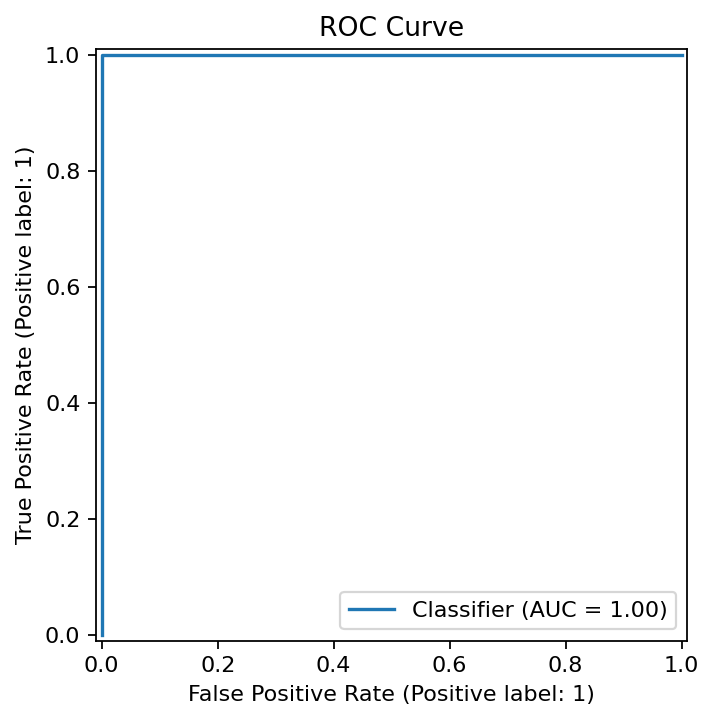 ROC Curve
True Positive Rate (Positive label: 1)
1.0
0.8
0.6
0.4
0.2
0.0
Classifier (AUC = 1.00)
0.0 0.2 0.4 0.6 0.8 1.0
False Positive Rate (Positive label: 1)